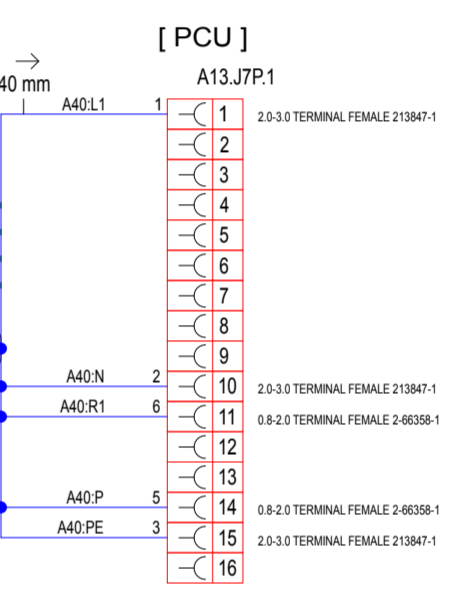 [ PCU ]
40 mm
A13.J7P.1
A40:L1 1 1 2.0-3.0 TERMINAL FEMALE 213847-1
2
3
4
5
6
7
8
9
A40:N 2 10 2.0-3.0 TERMINAL FEMALE 213847-1
A40:R1 6 11 0.8-2.0 TERMINAL FEMALE 2-66358-1
12
13
A40:P 5 14 0.8-2.0 TERMINAL FEMALE 2-66358-1
A40:PE 3 15 2.0-3.0 TERMINAL FEMALE 213847-1
16